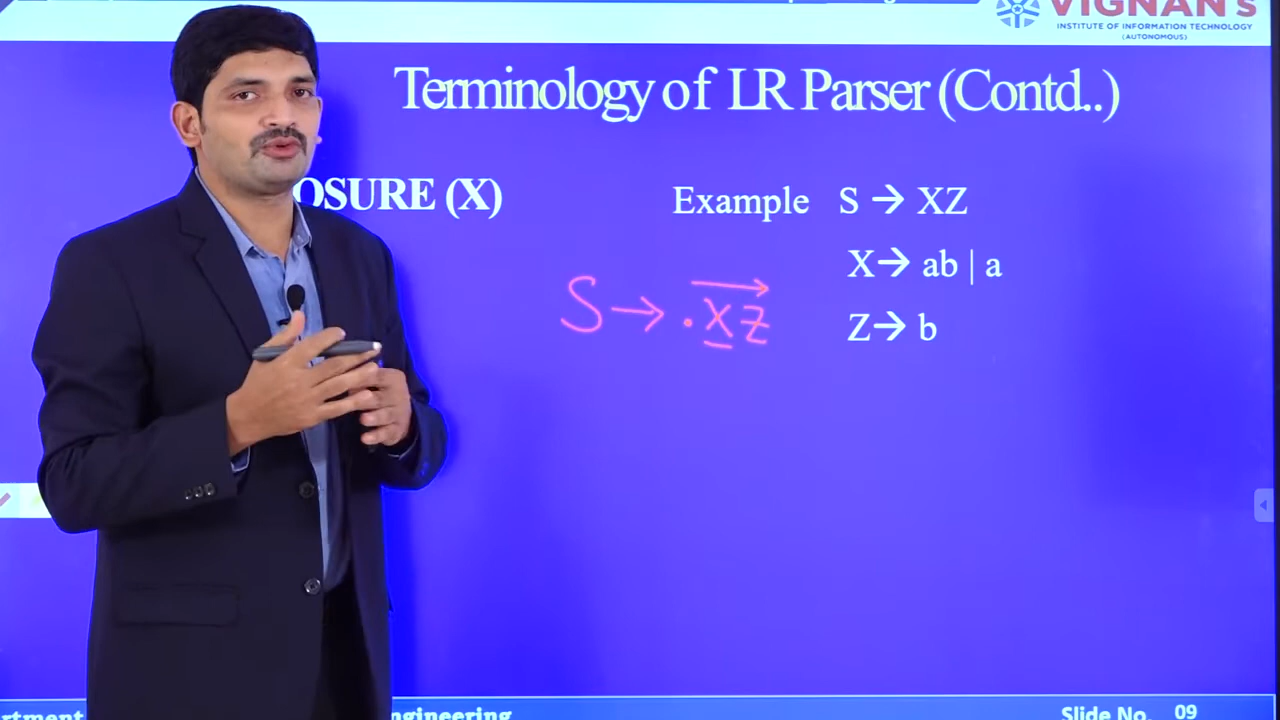 VIGNAN'S
INSTITUTE OF INFORMATION TECHNOLOGY
(AUTONOMOUS)
Terminology of LR Parser (Contd..)
OSURE (X)
Example S → XZ
X→ ab | a
Z→ b
S→ .XZ
rtment
ngineering
Slide No. 09